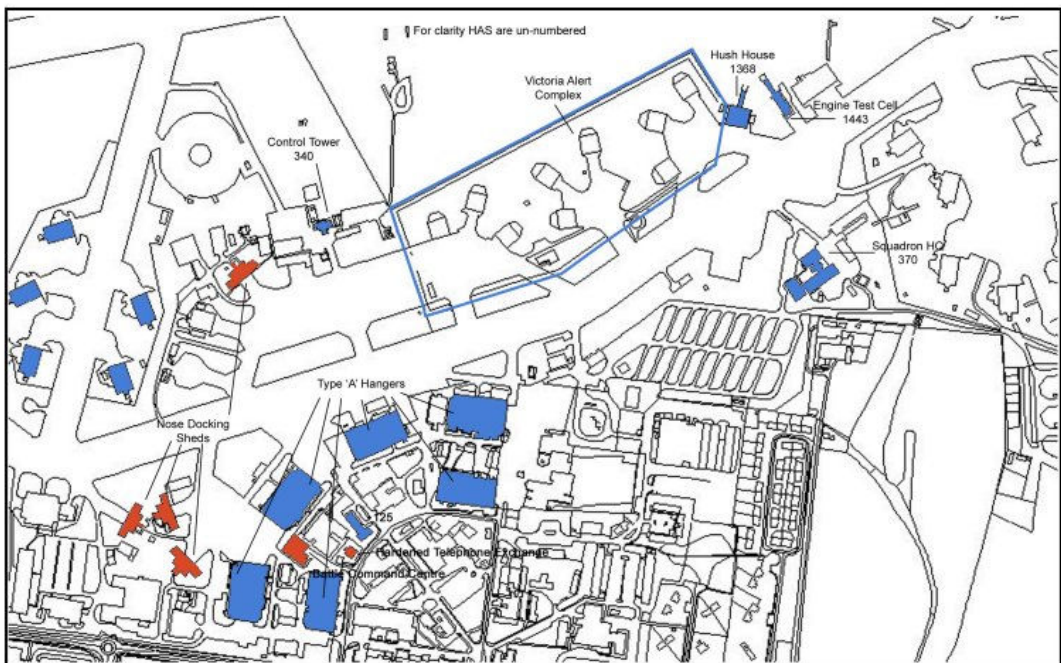 For clarity HAS are un-numbered
Hush House
1368
Victoria Alert
Complex
Engine Test Cell
1443
Control Tower
340
Squadron HQ
370
Type 'A' Hangers
Nose Docking
Sheds
125
Hardened Telephone Exchange
Battle Command Centre